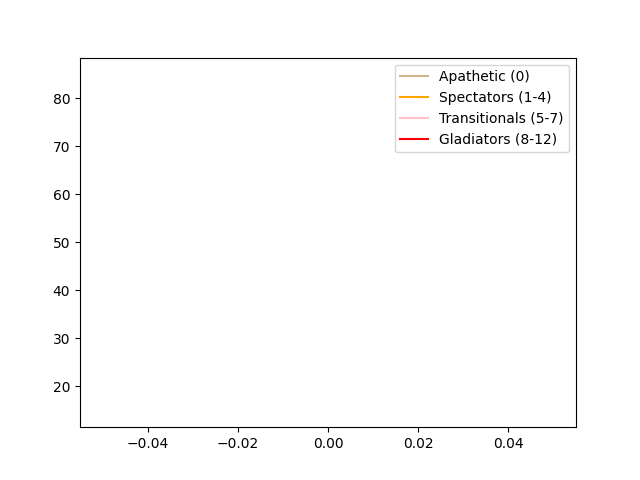 Apathetic (0)
Spectators (1-4)
Transitionals (5-7)
Gladiators (8-12)
80
70
60
50
40
30
20
−0.04 −0.02 0.00 0.02 0.04